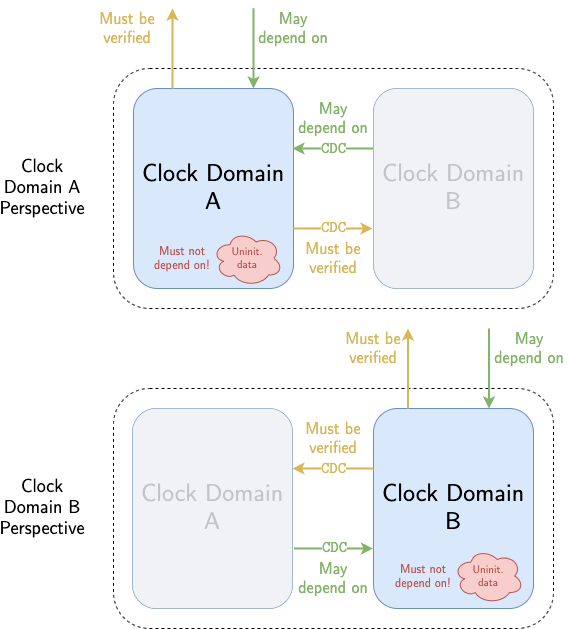 Must be
verified
May
depend on
Clock
Domain A
Perspective
Clock Domain
A
May
depend on
CDC
CDC
Must be
verified
Clock Domain
B
Must not
depend on!
Uninit.
data
Must be
verified
May
depend on
Clock
Domain B
Perspective
Clock Domain
A
Must be
verified
CDC
CDC
May
depend on
Clock Domain
B
Must not
depend on!
Uninit.
data